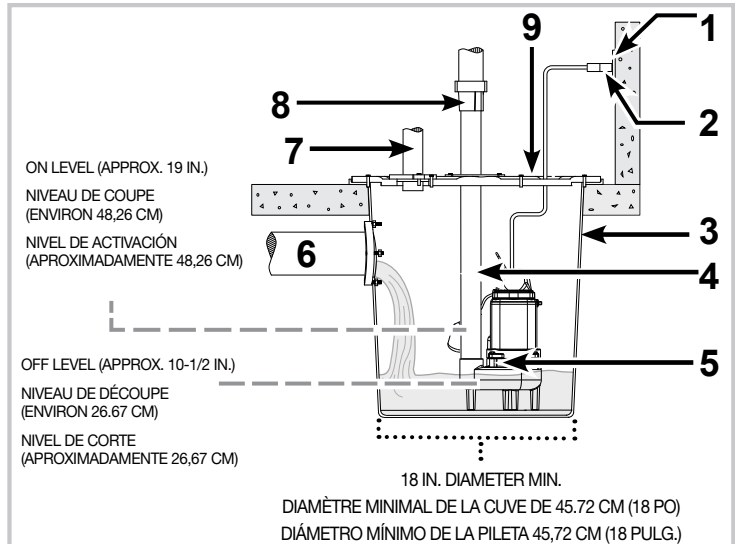 1
2
3
4
5
6
7
8
9
ON LEVEL (APPROX. 19 IN.)
NIVEAU DE COUPE
(ENVIRON 48,26 CM)
NIVEL DE ACTIVACIÓN
(APROXIMADAMENTE 48,26 CM)
OFF LEVEL (APPROX. 10-1/2 IN.)
NIVEAU DE DÉCOUPE
(ENVIRON 26.67 CM)
NIVEL DE CORTE
(APROXIMADAMENTE 26,67 CM)
18 IN. DIAMETER MIN.
DIAMÈTRE MINIMAL DE LA CUVE DE 45.72 CM (18 PO)
DIÁMETRO MÍNIMO DE LA PILETA 45,72 CM (18 PULG.)